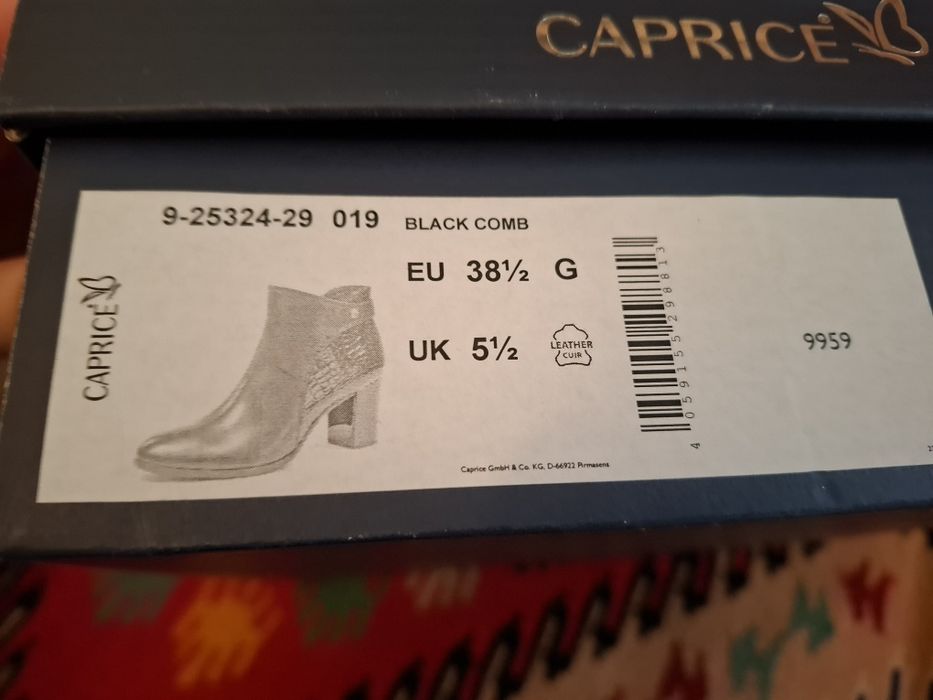 CAPRICE
9-25324-29 019 BLACK COMB
EU 38½ G
UK 5½
LEATHER
CUIR
CAPRICE
4 059155 298813
9959
Caprice GmbH & Co. KG, D-66922 Pirmasens